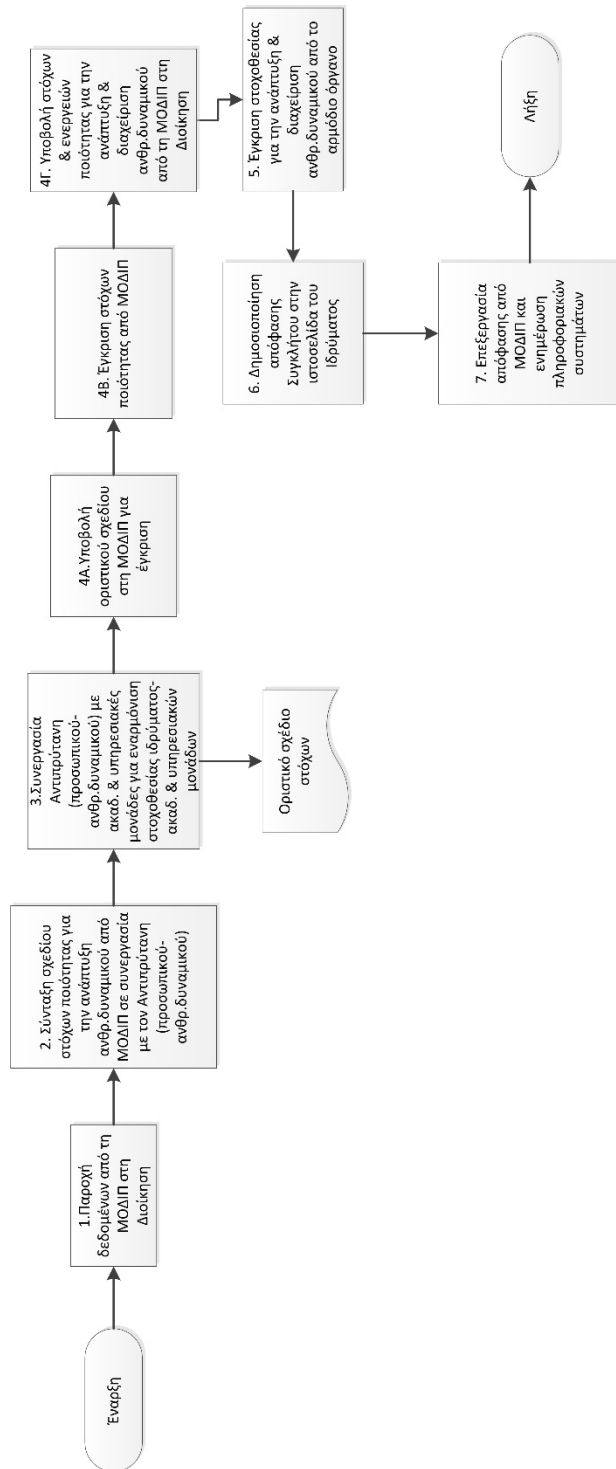 Έναρξη
1.Παροχή
δεδομένων από τη
ΜΟΔΙΠ στη
Διοίκηση
2. Σύνταξη σχεδίου
στόχων ποιότητας για
την ανάπτυξη
ανθρ.δυναμικού από
ΜΟΔΙΠ σε συνεργασία
με τον Αντιπρύτανη
(προσωπικού-
ανθρ.δυναμικού)
3.Συνεργασία
Αντιπρύτανη
(προσωπικού-
ανθρ.δυναμικού) με
ακαδ. & υπηρεσιακές
μονάδες για εναρμόνιση
στοχοθεσίας ιδρύματος-
ακαδ. & υπηρεσιακών
μονάδων
Οριστικό σχέδιο
στόχων
4Α.Υποβολή
οριστικού σχεδίου
στη ΜΟΔΙΠ για
έγκριση
4Β. Έγκριση στόχων
ποιότητας από ΜΟΔΙΠ
4Γ. Υποβολή στόχων
& ενεργειών
ποιότητας για την
ανάπτυξη &
διαχείριση
ανθρ.δυναμικού
από τη ΜΟΔΙΠ στη
Διοίκηση
5. Έγκριση στοχοθεσίας
για την ανάπτυξη &
διαχείριση
ανθρ.δυναμικού από το
αρμόδιο όργανο
6. Δημοσιοποίηση
απόφασης
Συγκλήτου στην
ιστοσελίδα του
Ιδρύματος
7. Επεξεργασία
απόφασης από
ΜΟΔΙΠ και
ενημέρωση
πληροφοριακών
συστημάτων
Λήξη